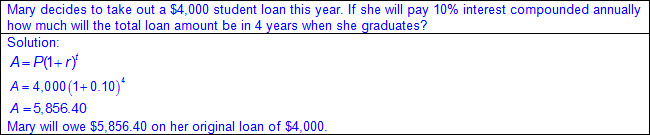 Mary decides to take out a $4,000 student loan this year. If she will pay 10% interest compounded annually
how much will the total loan amount be in 4 years when she graduates?
Solution:
A = P(1+ r)ᵗ
A = 4,000(1+ 0.10)⁴
A = 5,856.40
Mary will owe $5,856.40 on her original loan of $4,000.